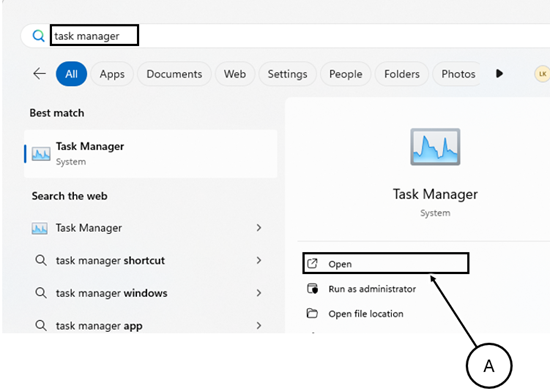 task manager
All Apps Documents Web Settings People Folders Photos LK
Best match
Task Manager
System
Search the web
Task Manager
task manager shortcut
task manager windows
task manager app
Task Manager
System
Open
Run as administrator
Open file location
A